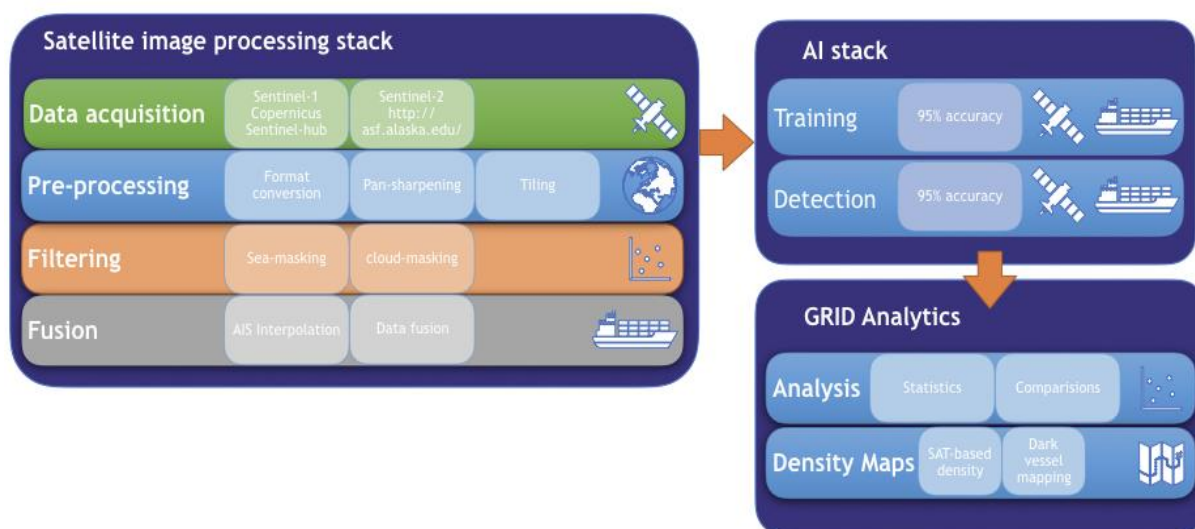 Satellite image processing stack
Data acquisition
Sentinel-1
Copernicus
Sentinel-hub
Sentinel-2
http://
asf.alaska.edu/
Pre-processing
Format
conversion
Pan-sharpening
Tiling
Filtering
Sea-masking
cloud-masking
Fusion
AIS Interpolation
Data fusion
AI stack
Training
95% accuracy
Detection
95% accuracy
GRID Analytics
Analysis
Statistics
Comparisions
Density Maps
SAT-based
density
Dark
vessel
mapping